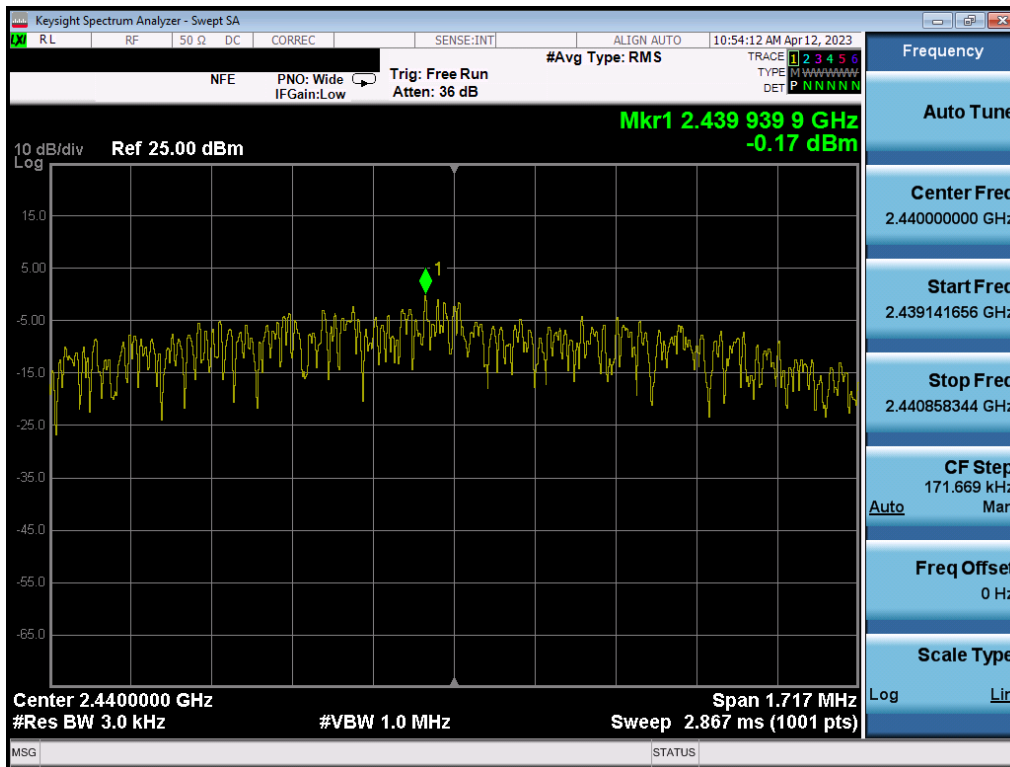 Keysight Spectrum Analyzer - Swept SA
LXI RL RF 50 Ω DC CORREC SENSE:INT ALIGN AUTO 10:54:12 AM Apr 12, 2023
NFE PNO: Wide Trig: Free Run #Avg Type: RMS TRACE 1 2 3 4 5 6
IFGain:Low Atten: 36 dB TYPE M W W W W W
DET P N N N N N
Mkr1 2.439 939 9 GHz
-0.17 dBm
10 dB/div Ref 25.00 dBm
Log
15.0
5.00
-5.00
-15.0
-25.0
-35.0
-45.0
-55.0
-65.0
1
Center 2.4400000 GHz Span 1.717 MHz
#Res BW 3.0 kHz #VBW 1.0 MHz Sweep 2.867 ms (1001 pts)
MSG STATUS
Frequency
Auto Tune
Center Freq
2.440000000 GHz
Start Freq
2.439141656 GHz
Stop Freq
2.440858344 GHz
CF Step
171.669 kHz
Auto Man
Freq Offset
0 Hz
Scale Type
Log Lin